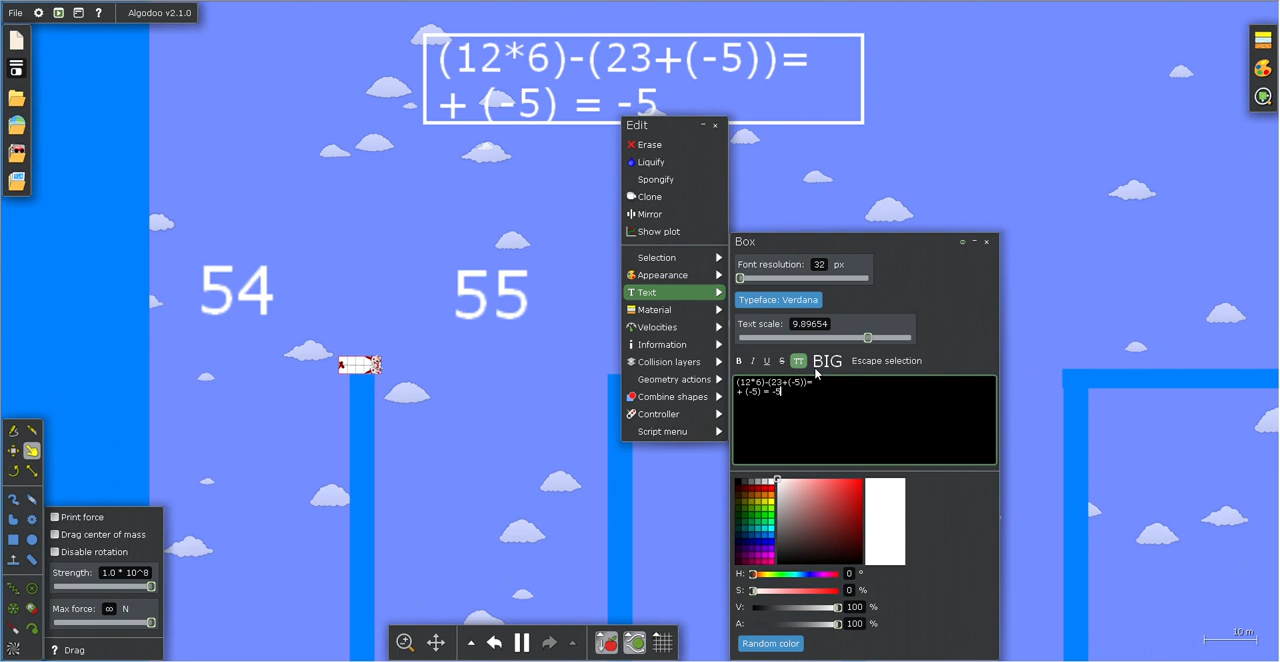 File ? Algodoo v2.1.0
(12*6)-(23+(-5))=
+ (-5) = -5
54
55
Edit
Erase
Liquify
Spongify
Clone
Mirror
Show plot
Selection
Appearance
T Text
Material
Velocities
Information
Collision layers
Geometry actions
Combine shapes
Controller
Script menu
Box
Font resolution: 32 px
Typeface: Verdana
Text scale: 9.89654
B I U S TT BIG Escape selection
(12*6)-(23+(-5))=
+ (-5) = -5
H: 0 °
S: 0 %
V: 100 %
A: 100 %
Random color
Print force
Drag center of mass
Disable rotation
Strength: 1.0 * 10^8
Max force: ∞ N
? Drag
10 m